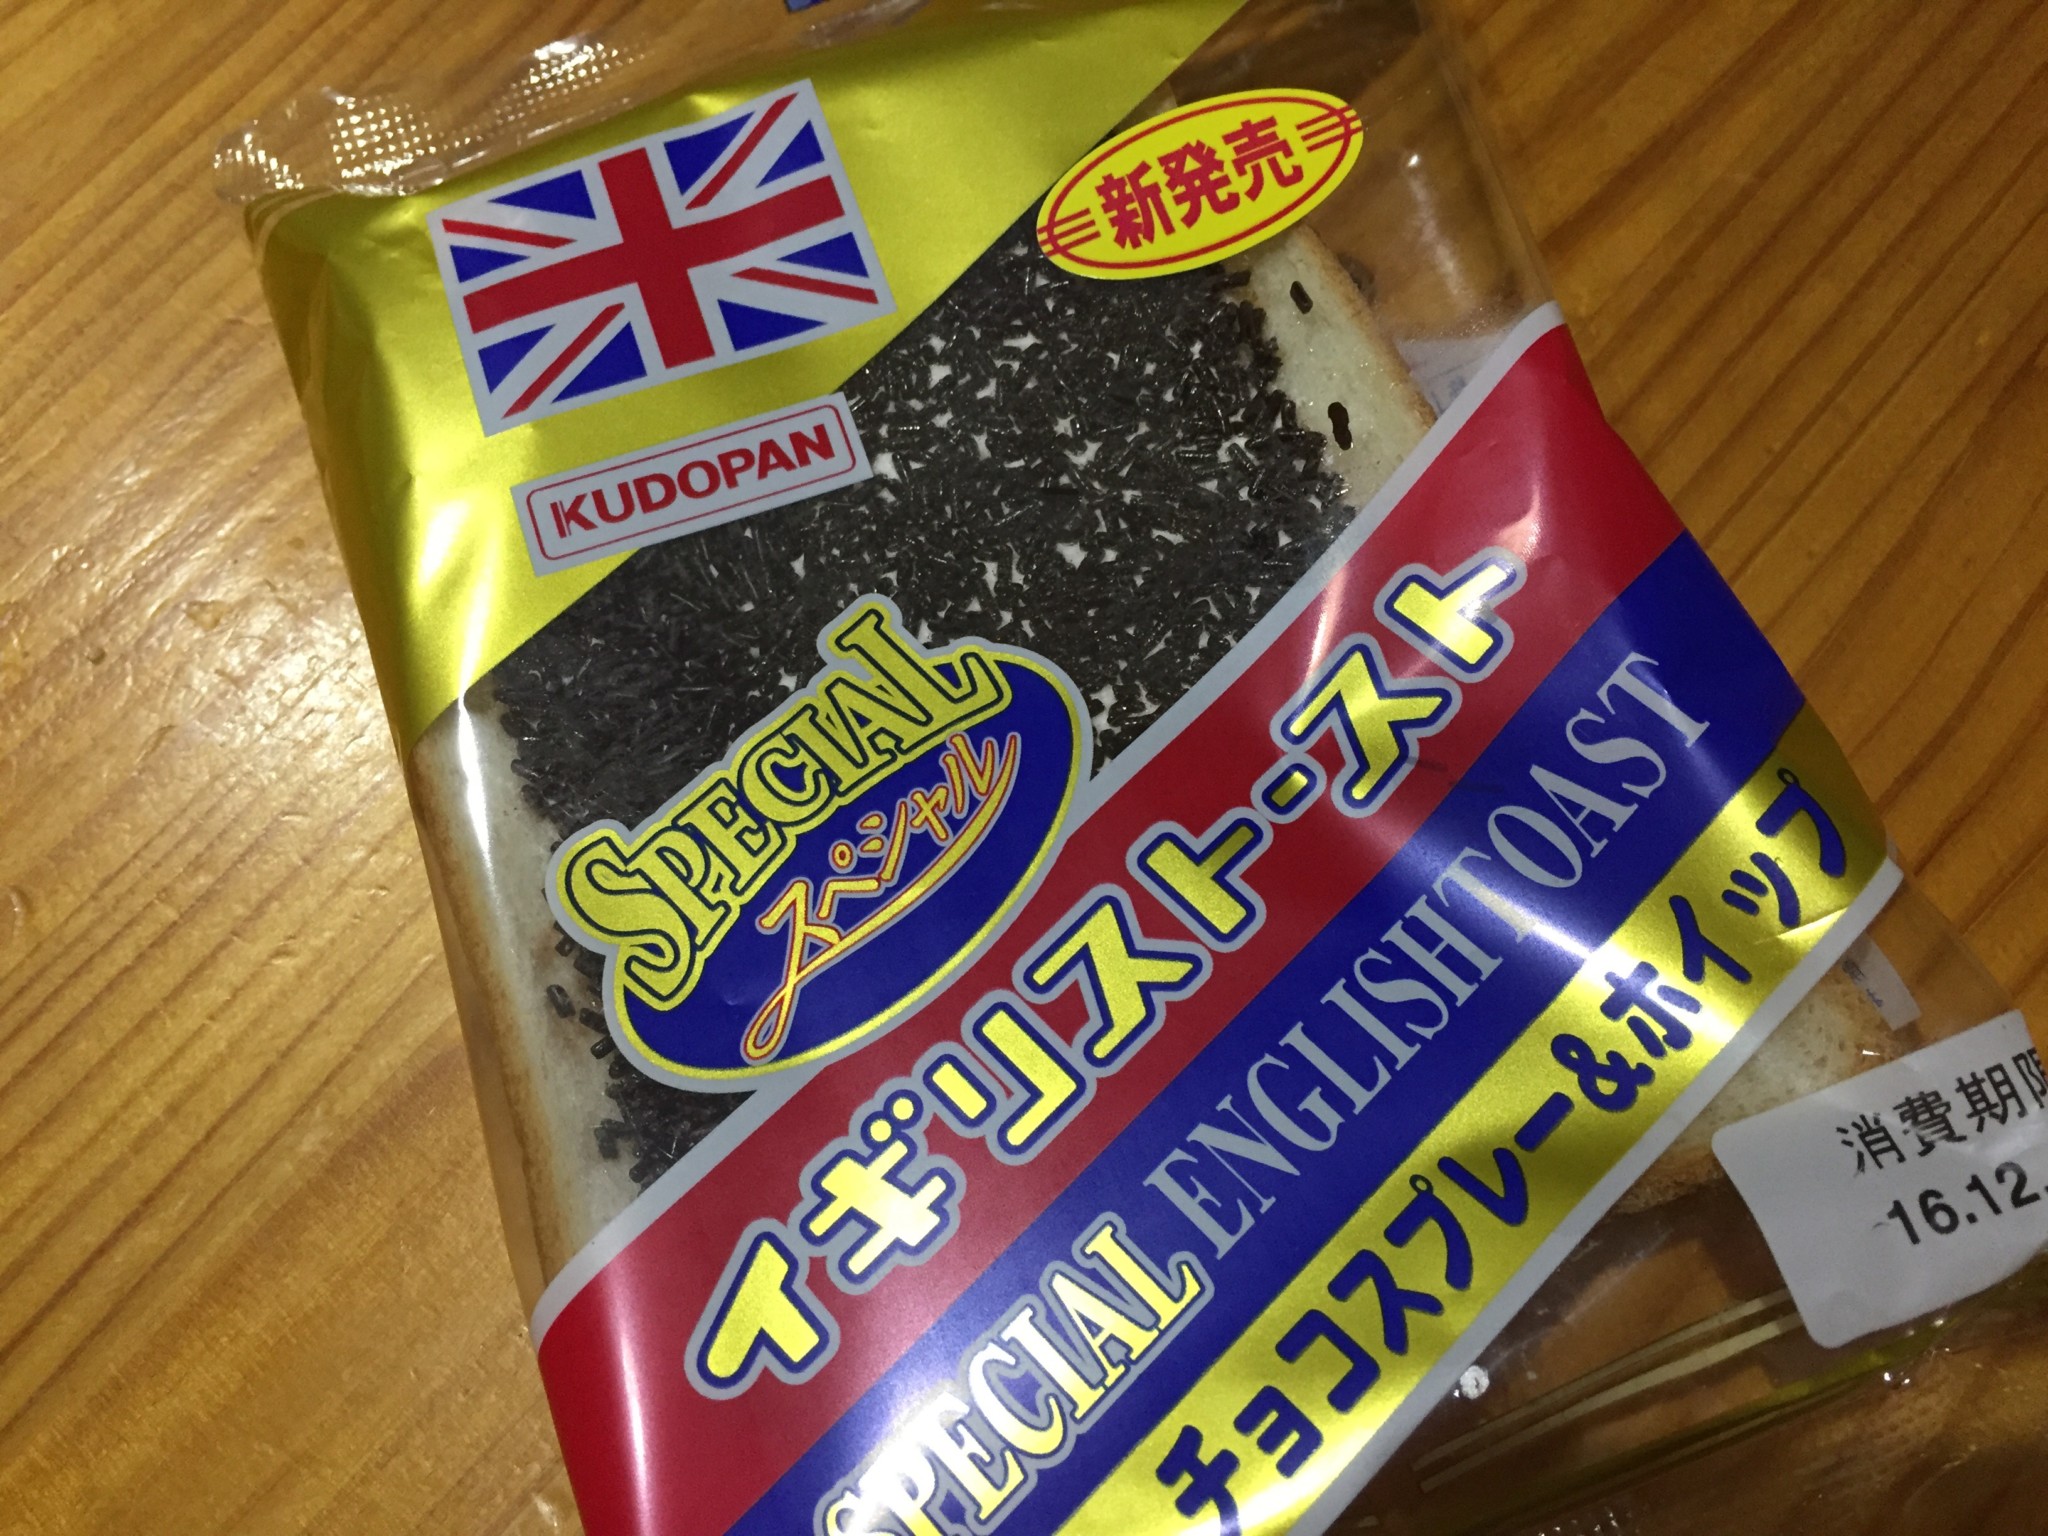 新発売
KUDOPAN
SPECIAL
スペシャル
イギリストースト
SPECIAL ENGLISH TOAST
チョコスプレー&ホイップ
消費期限
16.12.